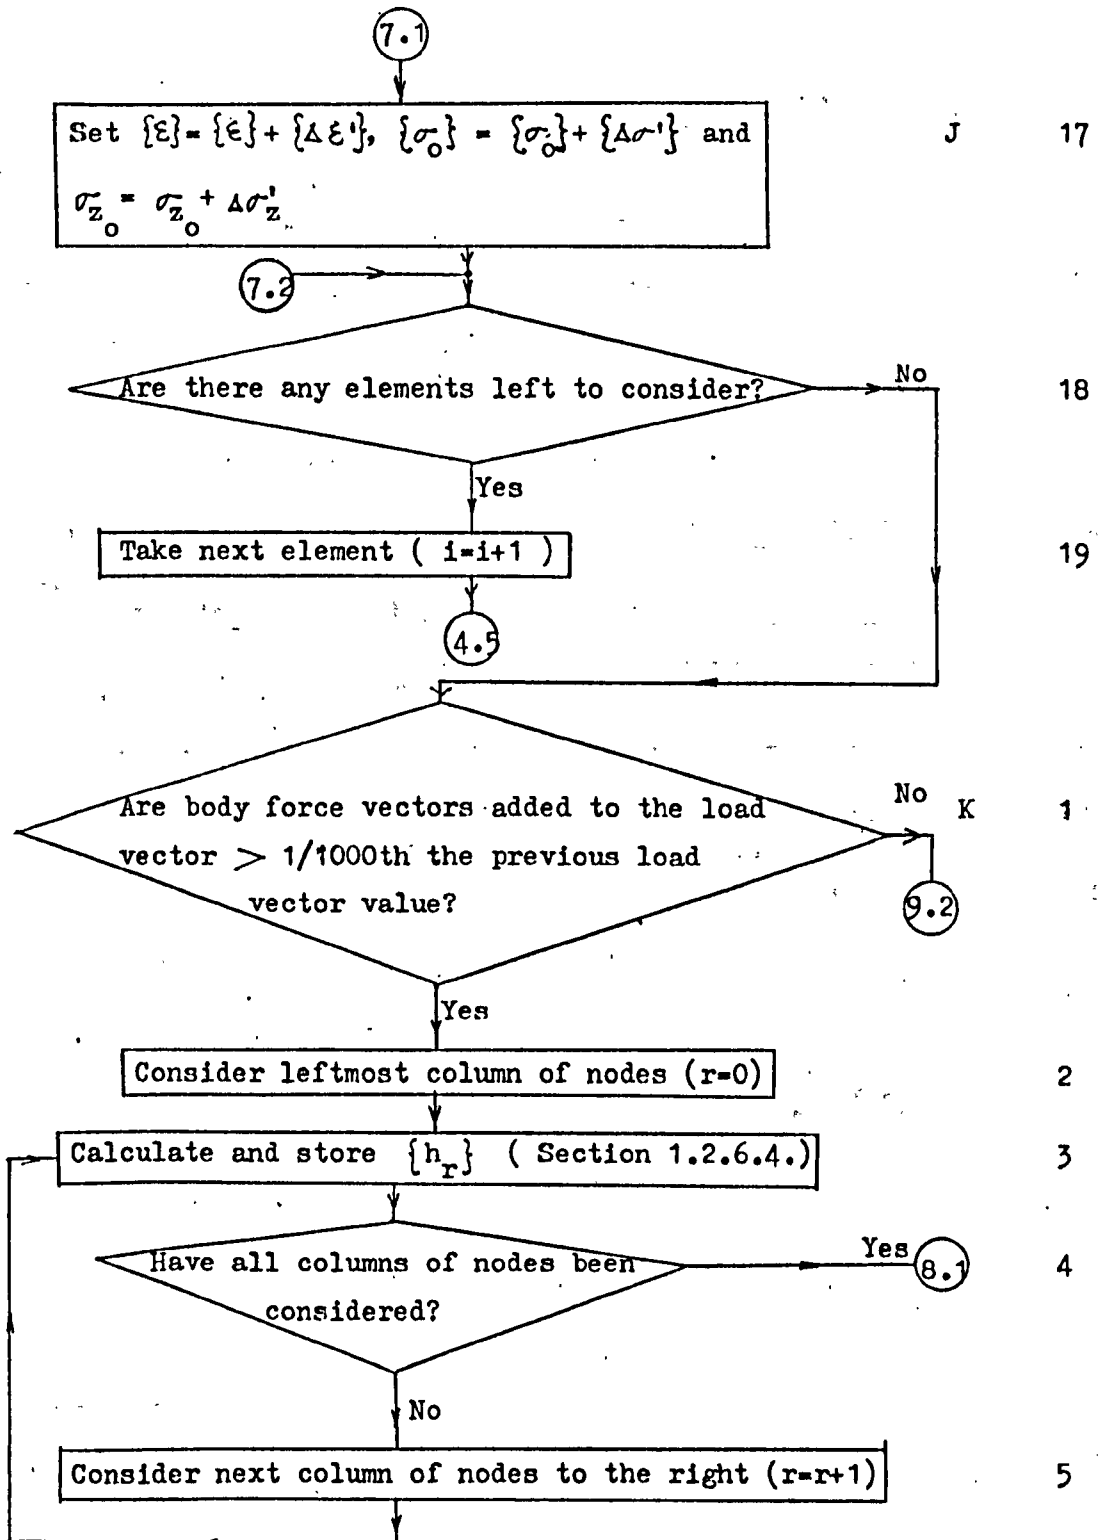 7.1
Set {Ɛ}={Ɛ}+{ΔƐ'}, {σo} = {σo}+{Δσ'} and J 17
σzo = σzo + Δσ'z
7.2
Are there any elements left to consider? No 18
Yes
Take next element ( i=i+1 ) 19
4.5
Are body force vectors added to the load No K 1
vector > 1/1000th the previous load
vector value?
9.2
Yes
Consider leftmost column of nodes (r=0) 2
Calculate and store {hr} ( Section 1.2.6.4.) 3
Have all columns of nodes been Yes 8.1 4
considered?
No
Consider next column of nodes to the right (r=r+1) 5